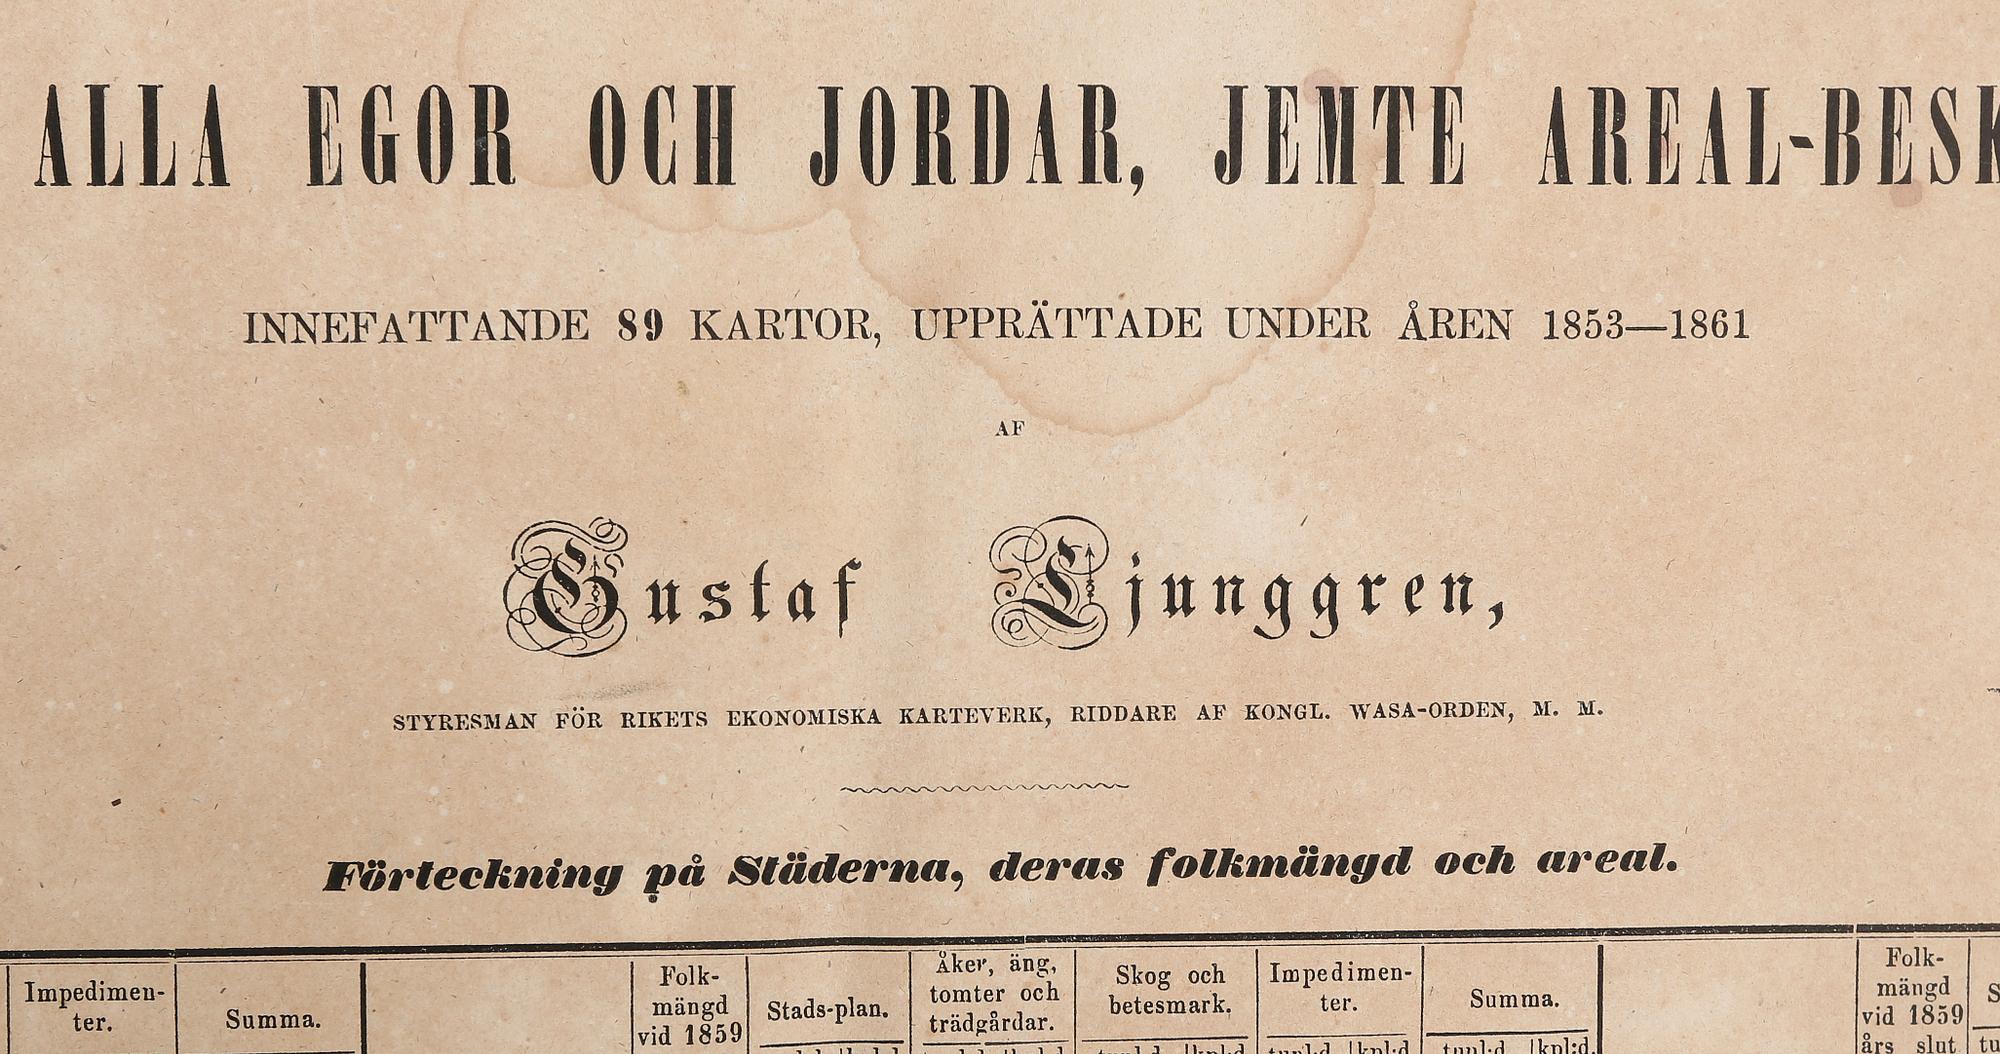 ALLA EGOR OCH JORDAR, JEMTE AREAL-BESK
INNEFATTANDE 89 KARTOR, UPPRÄTTADE UNDER ÅREN 1853—1861
AF
Gustaf Ljunggren,
STYRESMAN FÖR RIKETS EKONOMISKA KARTEVERK, RIDDARE AF KONGL. WASA-ORDEN, M. M.
Förteckning på Städerna, deras folkmängd och areal.
Impedimen-
ter.
Summa.
Folk-
mängd
vid 1859
Stads-plan.
Åker, äng,
tomter och
trädgårdar.
Skog och
betesmark.
Impedimen-
ter.
Summa.
Folk-
mängd
vid 1859
års slut
tunl:d. kpl:d.